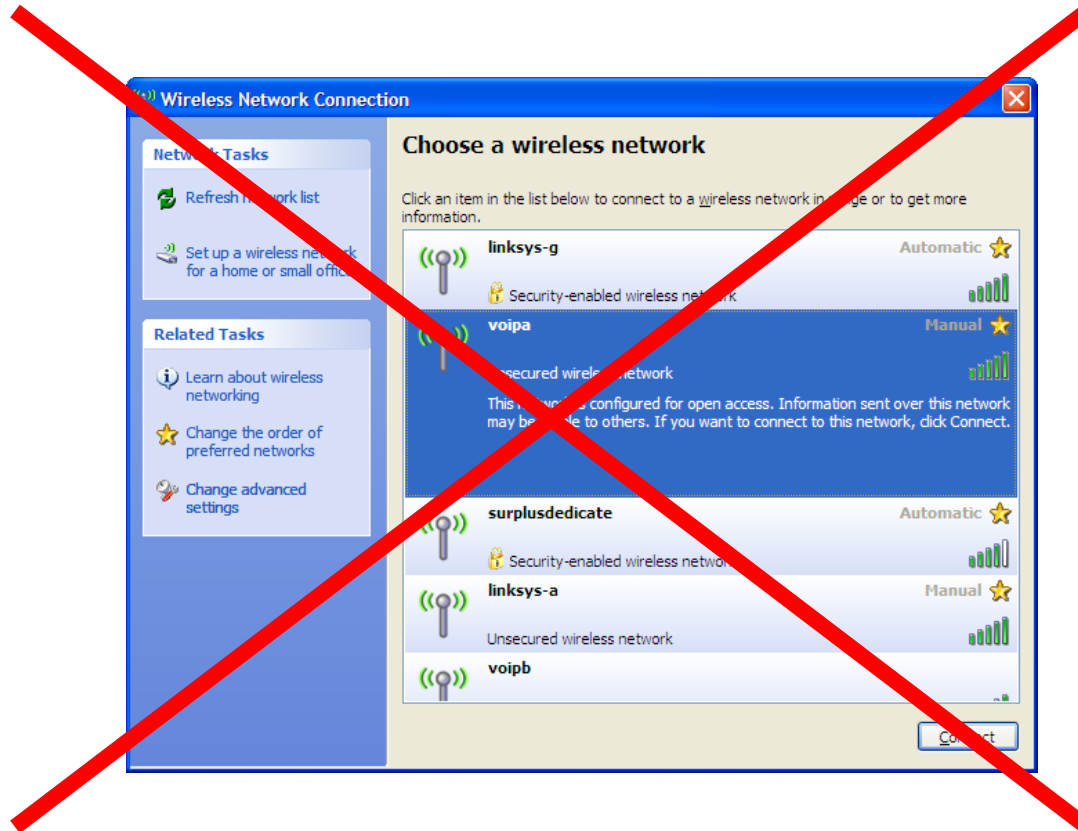 Wireless Network Connection
Network Tasks
Refresh network list
Set up a wireless network
for a home or small office
Related Tasks
Learn about wireless
networking
Change the order of
preferred networks
Change advanced
settings
Choose a wireless network
Click an item in the list below to connect to a wireless network in range or to get more
information.
linksys-g
Automatic
Security-enabled wireless network
voipa
Manual
Unsecured wireless network
This network is configured for open access. Information sent over this network
may be visible to others. If you want to connect to this network, click Connect.
surplusdedicate
Automatic
Security-enabled wireless network
linksys-a
Manual
Unsecured wireless network
voipb
Connect